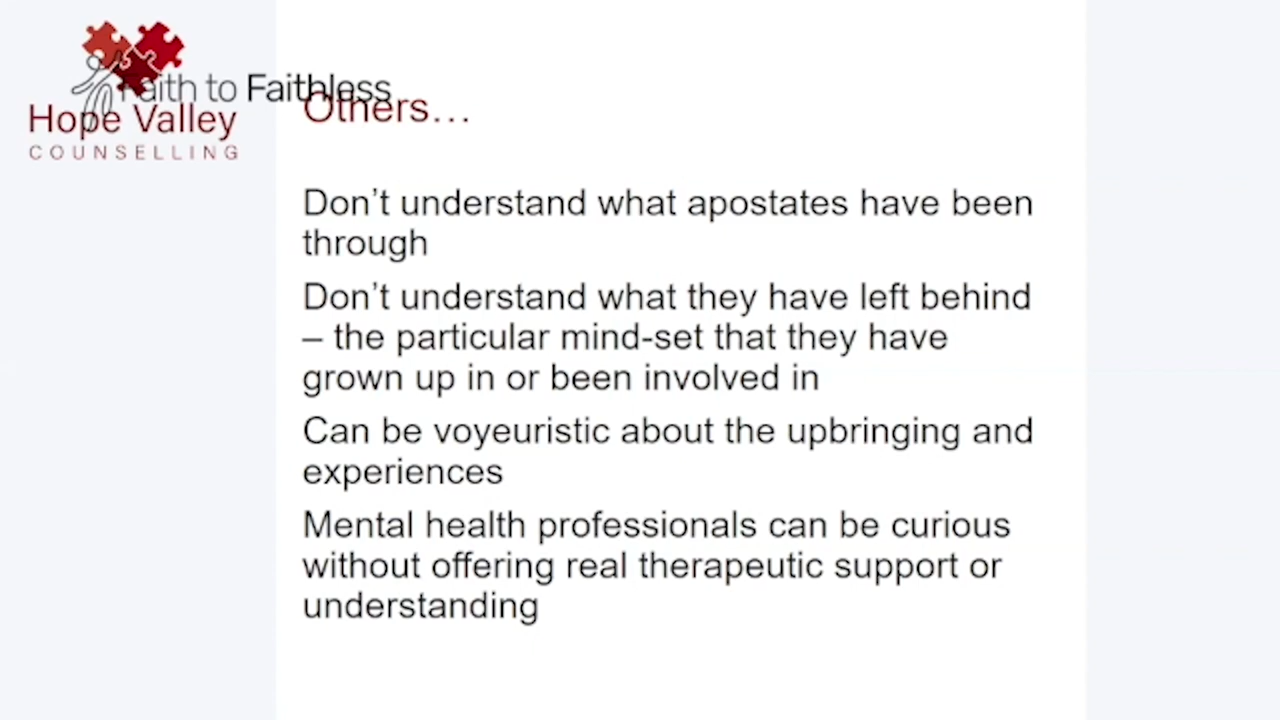 Faith to Faithless
Hope Valley
COUNSELLING
Others…
Don’t understand what apostates have been
through
Don’t understand what they have left behind
– the particular mind-set that they have
grown up in or been involved in
Can be voyeuristic about the upbringing and
experiences
Mental health professionals can be curious
without offering real therapeutic support or
understanding